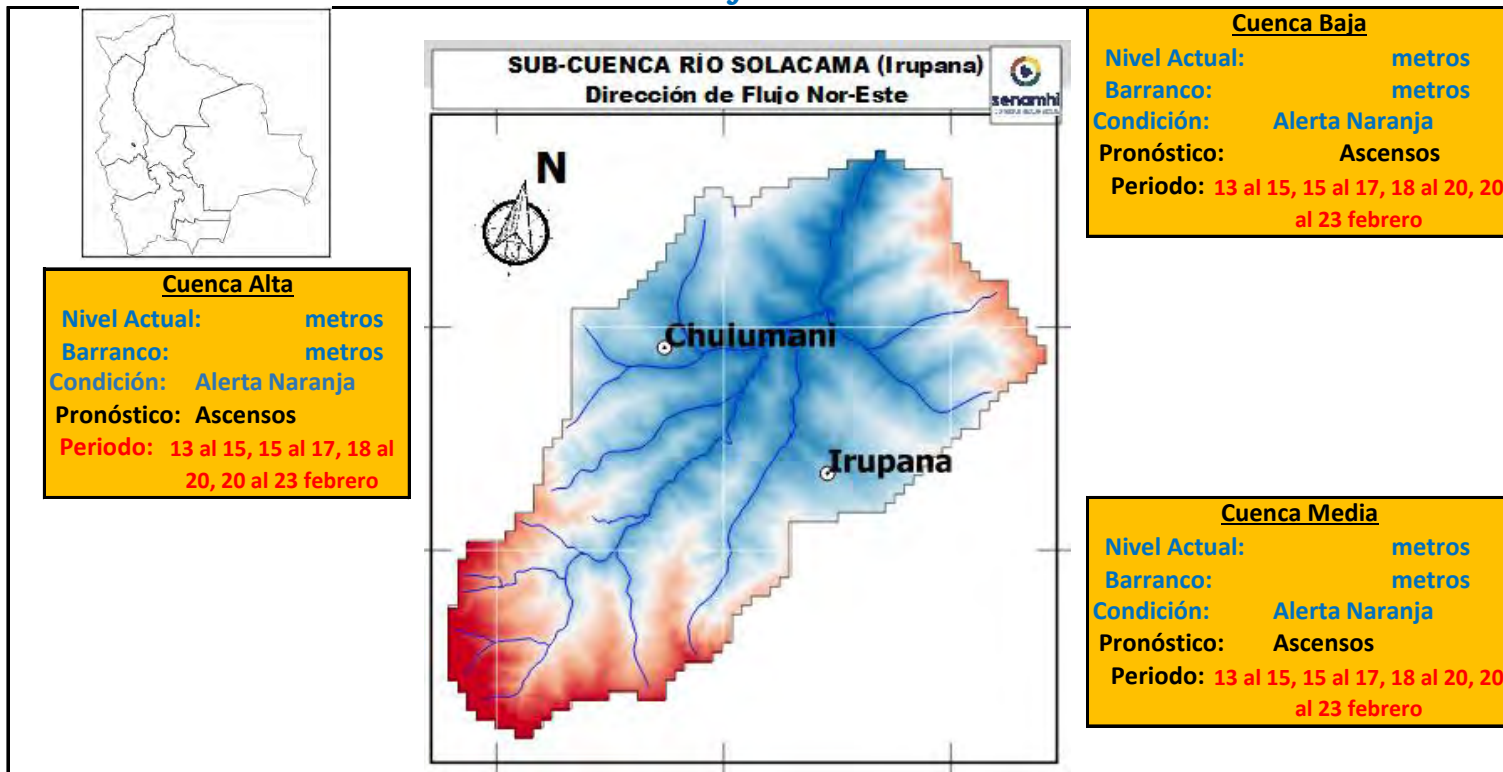 SUB-CUENCA RÍO SOLACAMA (Irupana)
Dirección de Flujo Nor-Este
senamhi
N
Chulumani
Irupana
Cuenca Alta
Nivel Actual: metros
Barranco: metros
Condición: Alerta Naranja
Pronóstico: Ascensos
Periodo: 13 al 15, 15 al 17, 18 al
20, 20 al 23 febrero
Cuenca Baja
Nivel Actual: metros
Barranco: metros
Condición: Alerta Naranja
Pronóstico: Ascensos
Periodo: 13 al 15, 15 al 17, 18 al 20, 20
al 23 febrero
Cuenca Media
Nivel Actual: metros
Barranco: metros
Condición: Alerta Naranja
Pronóstico: Ascensos
Periodo: 13 al 15, 15 al 17, 18 al 20, 20
al 23 febrero